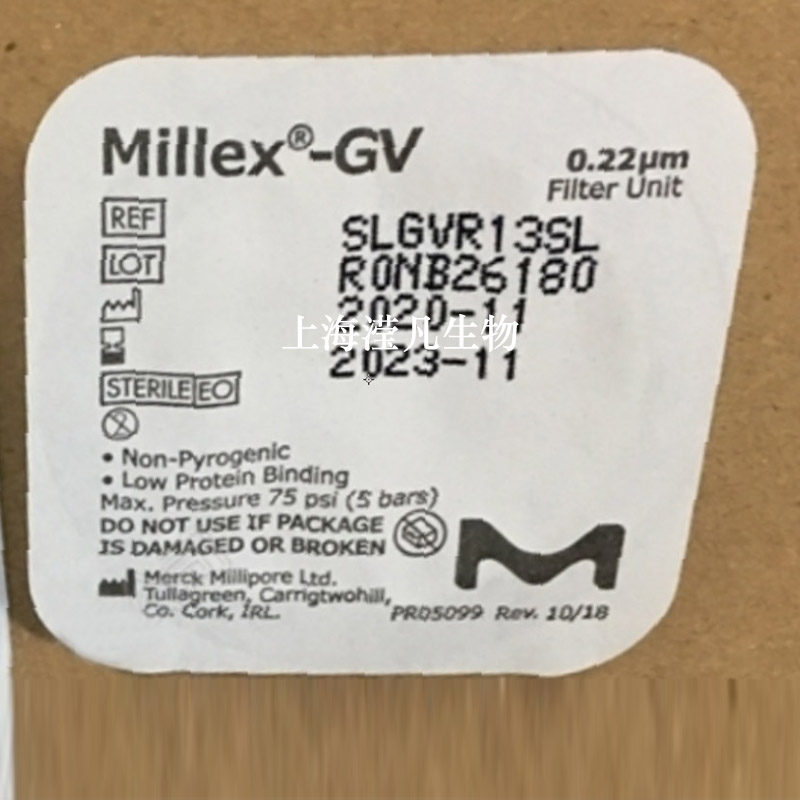 Millex®-GV
0.22µm
Filter Unit
REF SLGVR13SL
LOT R0NB26180
2020-11
上海滢凡生物
2023-11
STERILE EO
• Non-Pyrogenic
• Low Protein Binding
Max. Pressure 75 psi (5 bars)
DO NOT USE IF PACKAGE
IS DAMAGED OR BROKEN
Merck Millipore Ltd.
Tullagreen, Carrigtwohill,
Co. Cork, IRL.
PR05099 Rev. 10/18